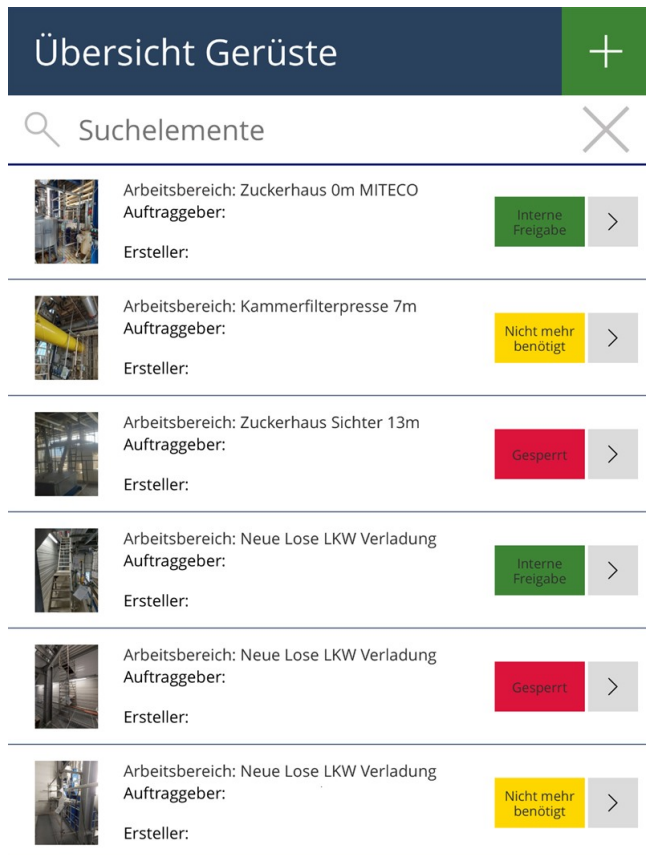 Übersicht Gerüste
Suchelemente
Arbeitsbereich: Zuckerhaus 0m MITECO
Auftraggeber:
Ersteller:
Interne
Freigabe
Arbeitsbereich: Kammerfilterpresse 7m
Auftraggeber:
Ersteller:
Nicht mehr
benötigt
Arbeitsbereich: Zuckerhaus Sichter 13m
Auftraggeber:
Ersteller:
Gesperrt
Arbeitsbereich: Neue Lose LKW Verladung
Auftraggeber:
Ersteller:
Interne
Freigabe
Arbeitsbereich: Neue Lose LKW Verladung
Auftraggeber:
Ersteller:
Gesperrt
Arbeitsbereich: Neue Lose LKW Verladung
Auftraggeber:
Ersteller:
Nicht mehr
benötigt